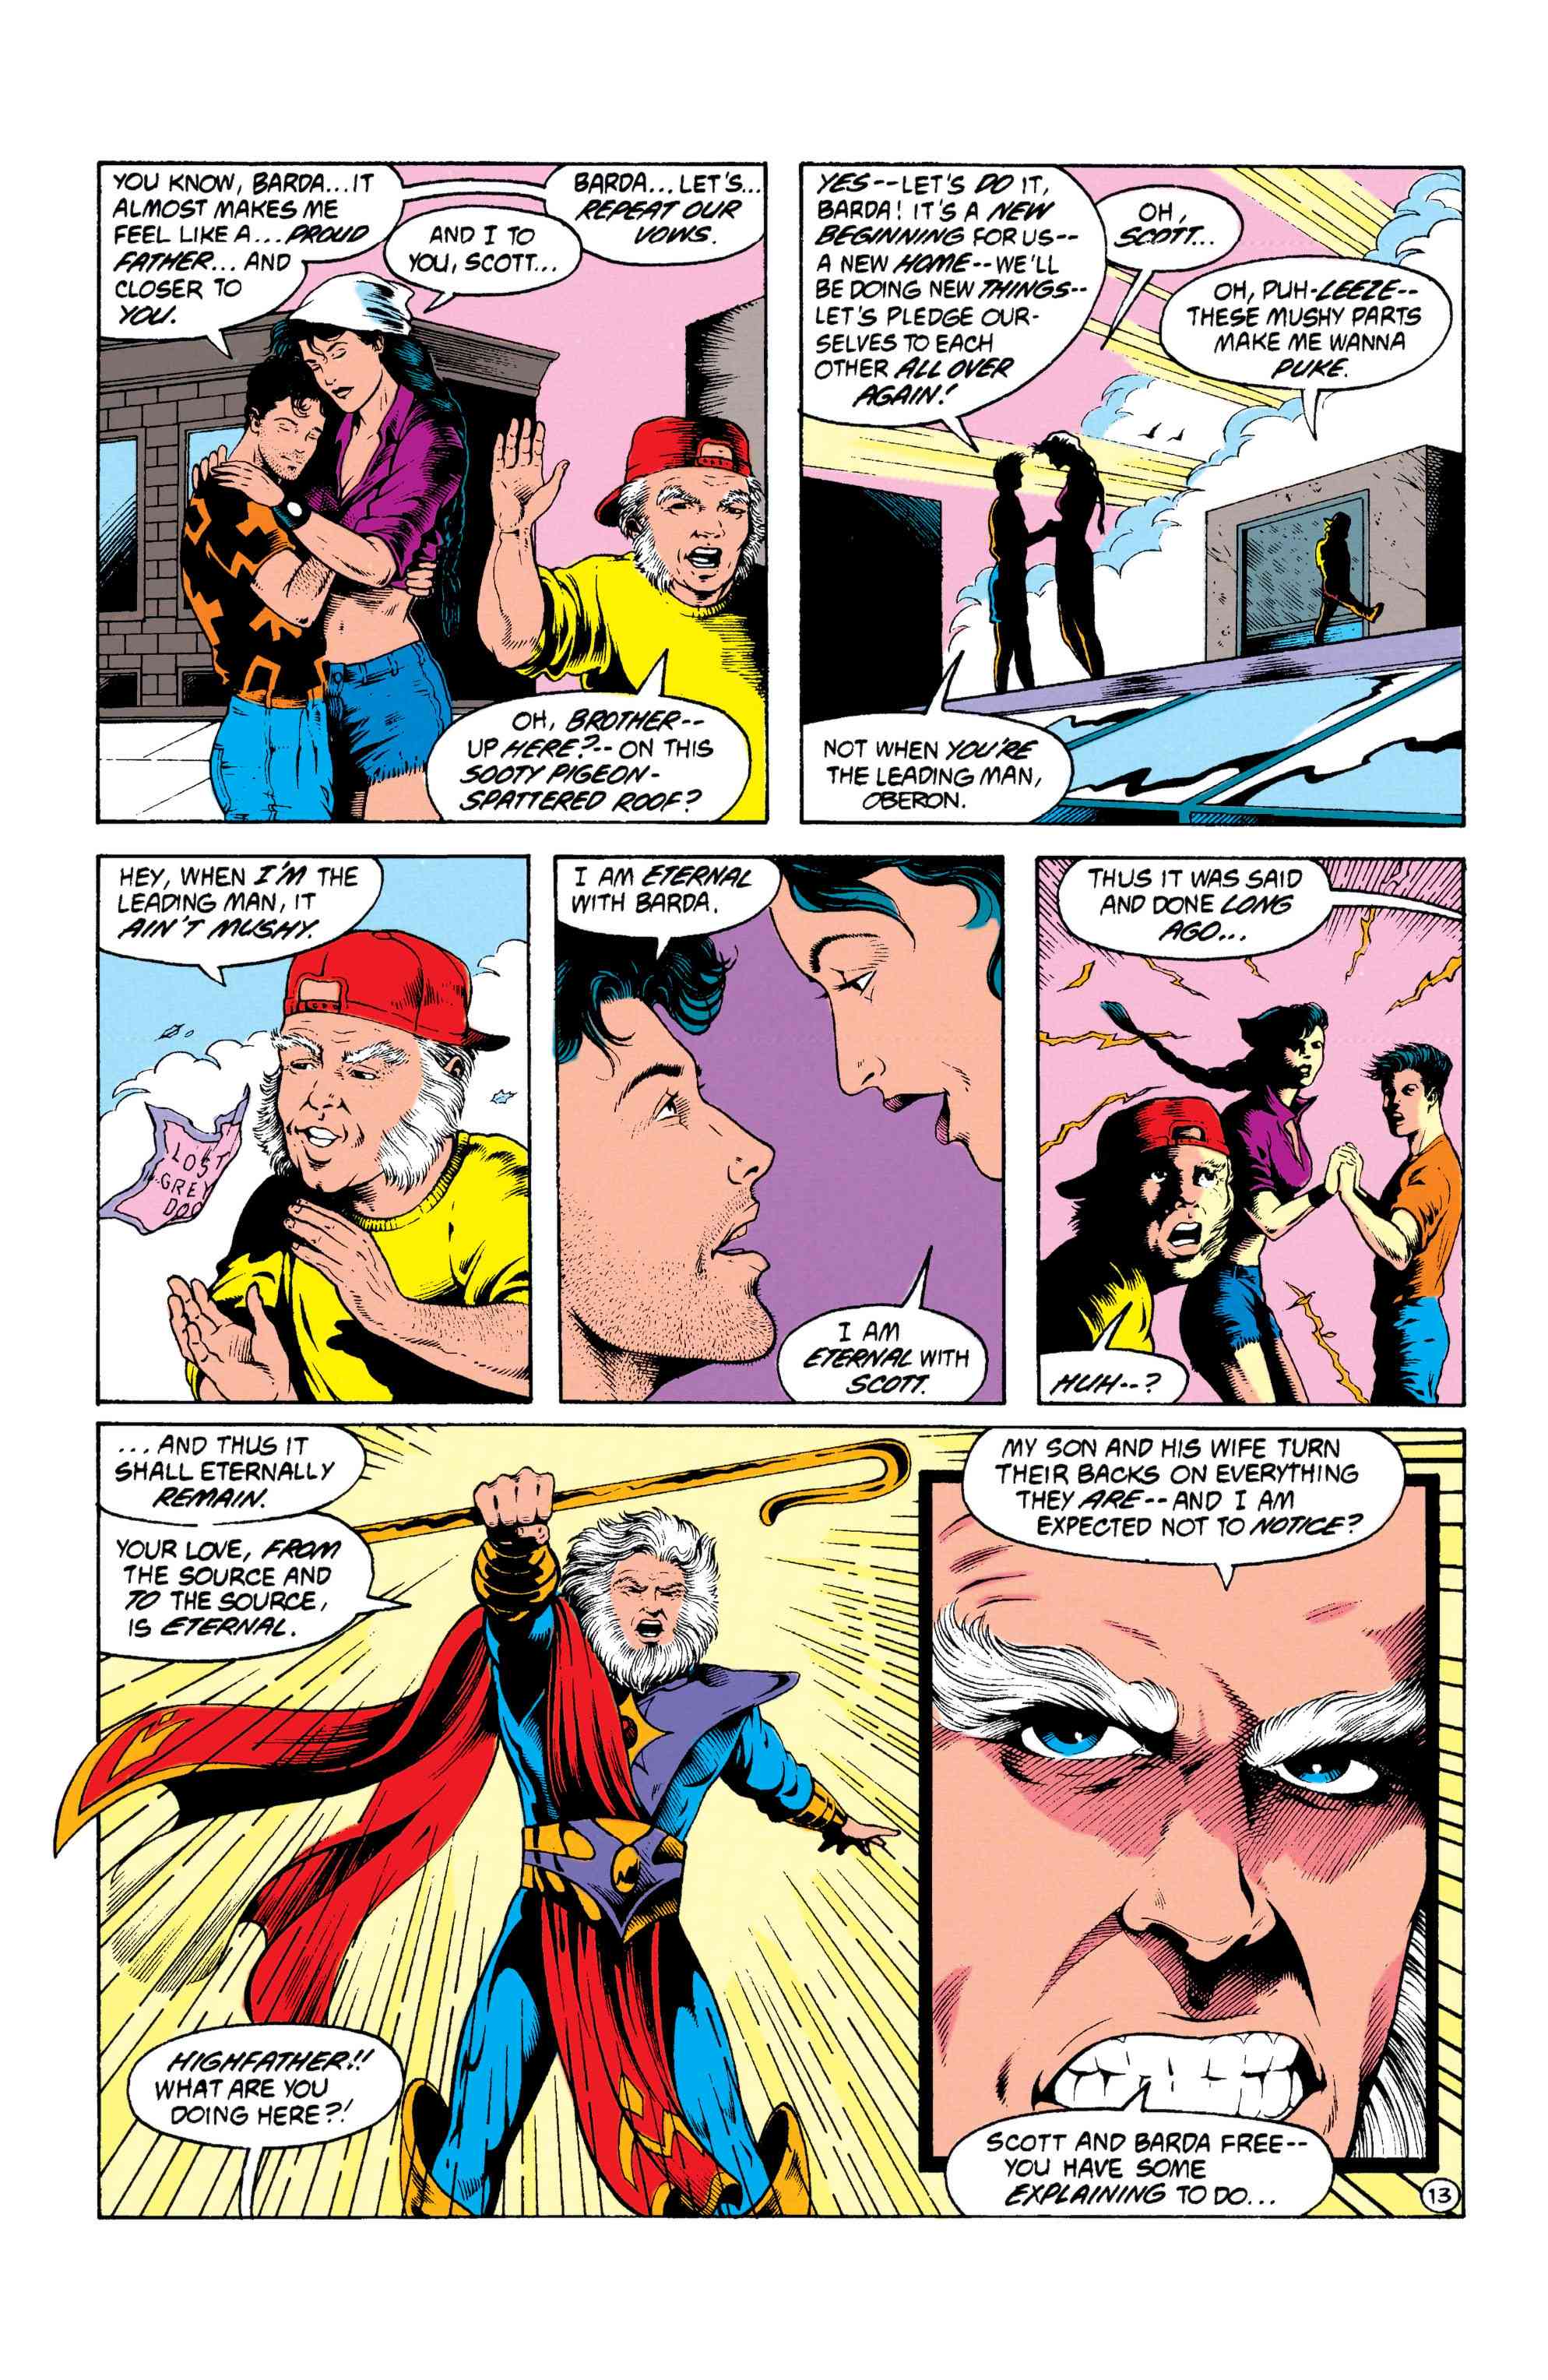 YOU KNOW, BARDA...IT
ALMOST MAKES ME
FEEL LIKE A...PROUD
FATHER...AND
CLOSER TO
YOU.
AND I TO
YOU, SCOTT...
BARDA...LET'S...
REPEAT OUR
VOWS.
OH, BROTHER--
UP HERE?--ON THIS
SOOTY PIGEON-
SPATTERED ROOF?
YES--LET'S DO IT,
BARDA! IT'S A NEW
BEGINNING FOR US--
A NEW HOME--WE'LL
BE DOING NEW THINGS--
LET'S PLEDGE OUR-
SELVES TO EACH
OTHER ALL OVER
AGAIN!
OH,
SCOTT...
OH, PUH-LEEZE--
THESE MUSHY PARTS
MAKE ME WANNA
PUKE.
NOT WHEN YOU'RE
THE LEADING MAN,
OBERON.
HEY, WHEN I'M THE
LEADING MAN, IT
AIN'T MUSHY.
LOST
GREY
DOG
I AM ETERNAL
WITH BARDA.
I AM
ETERNAL WITH
SCOTT.
THUS IT WAS SAID
AND DONE LONG
AGO...
HUH--?
...AND THUS IT
SHALL ETERNALLY
REMAIN.
YOUR LOVE, FROM
THE SOURCE AND
TO THE SOURCE,
IS ETERNAL.
HIGHFATHER!!
WHAT ARE YOU
DOING HERE?!
MY SON AND HIS WIFE TURN
THEIR BACKS ON EVERYTHING
THEY ARE--AND I AM
EXPECTED NOT TO NOTICE?
SCOTT AND BARDA FREE--
YOU HAVE SOME
EXPLAINING TO DO...
13